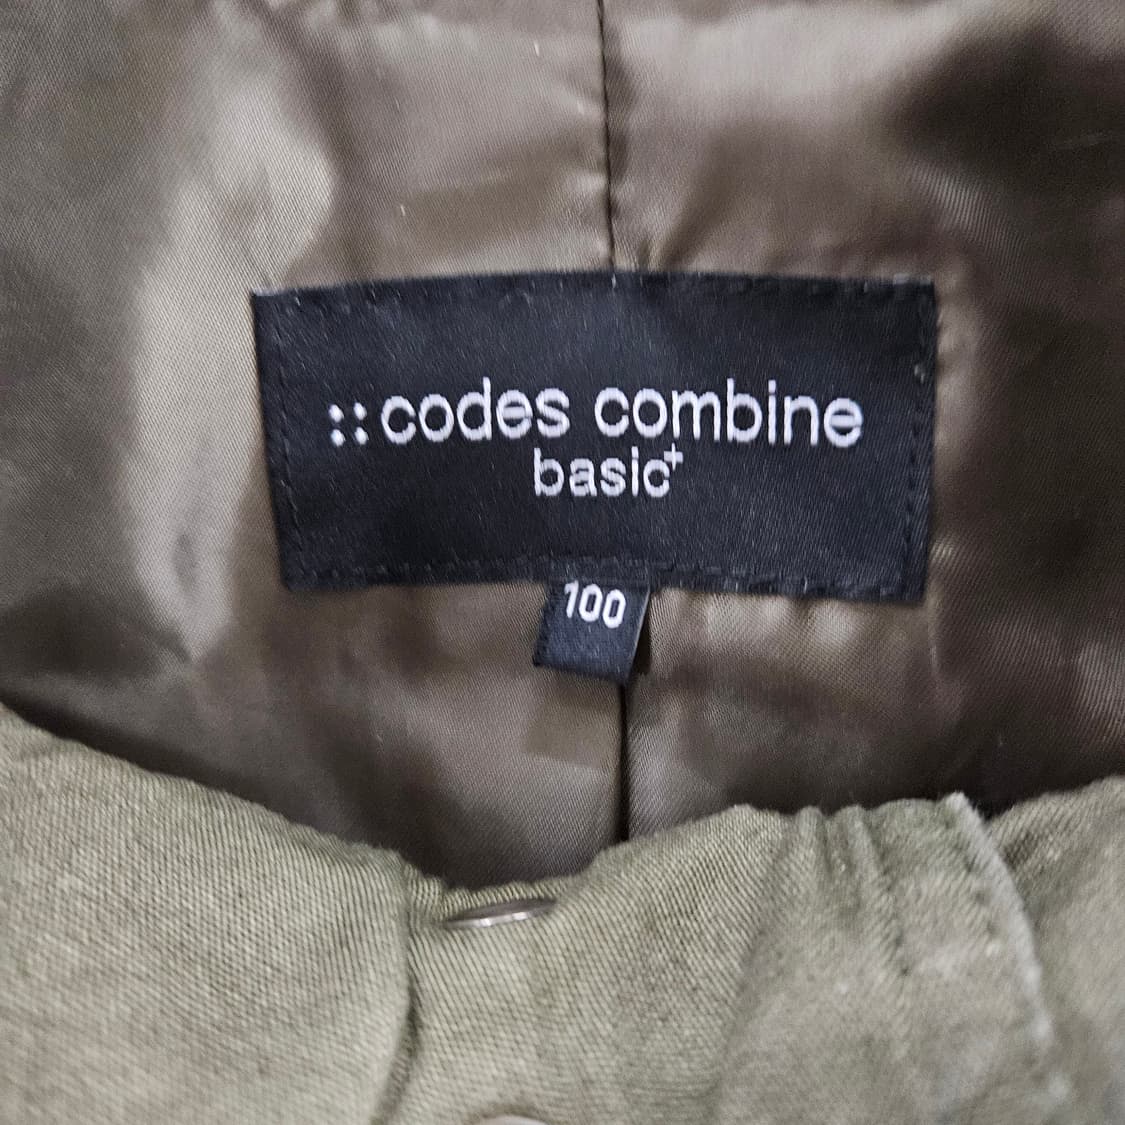 ::codes combine
basic+
100